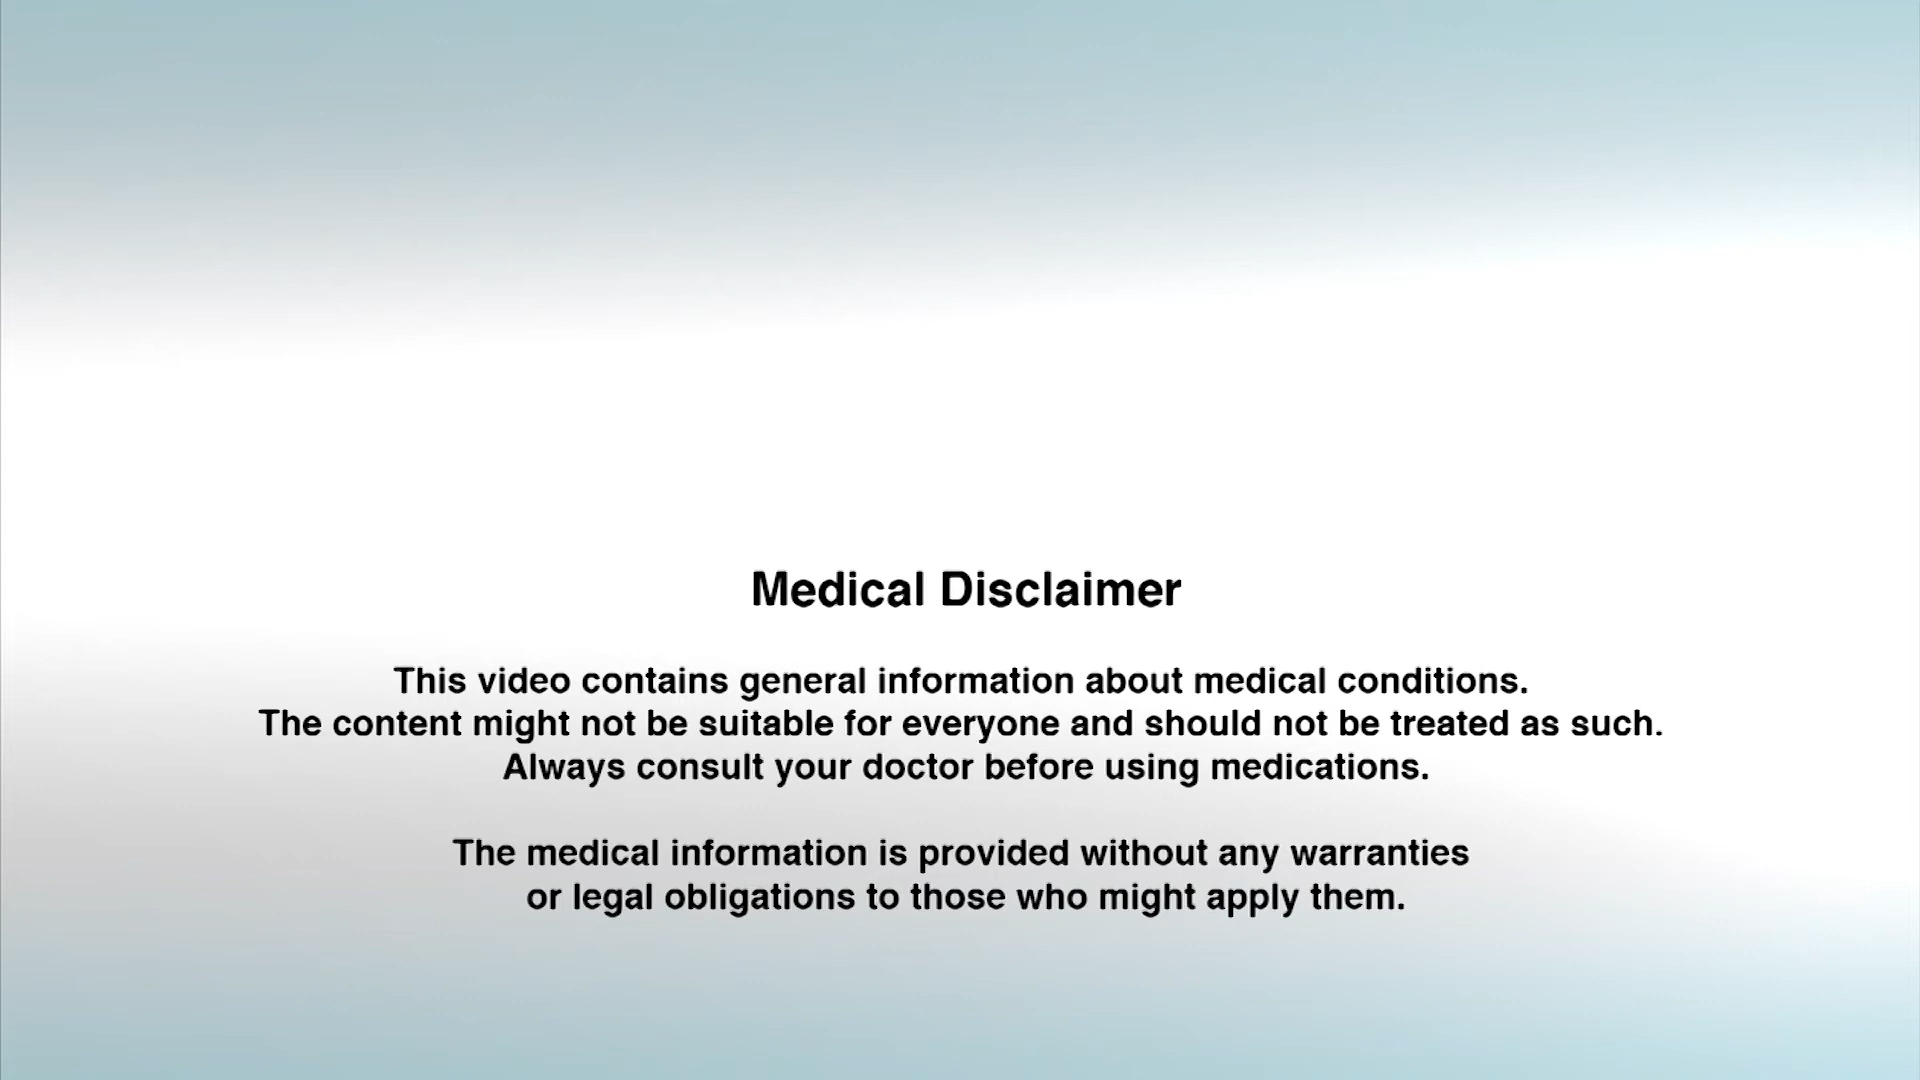 Medical Disclaimer
This video contains general information about medical conditions.
The content might not be suitable for everyone and should not be treated as such.
Always consult your doctor before using medications.
The medical information is provided without any warranties
or legal obligations to those who might apply them.